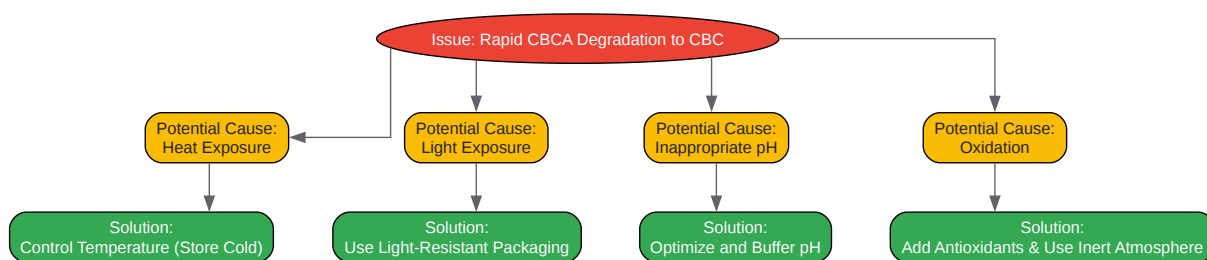 Issue: Rapid CBCA Degradation to CBC
Potential Cause:
Heat Exposure
Potential Cause:
Light Exposure
Potential Cause:
Inappropriate pH
Potential Cause:
Oxidation
Solution:
Control Temperature (Store Cold)
Solution:
Use Light-Resistant Packaging
Solution:
Optimize and Buffer pH
Solution:
Add Antioxidants & Use Inert Atmosphere